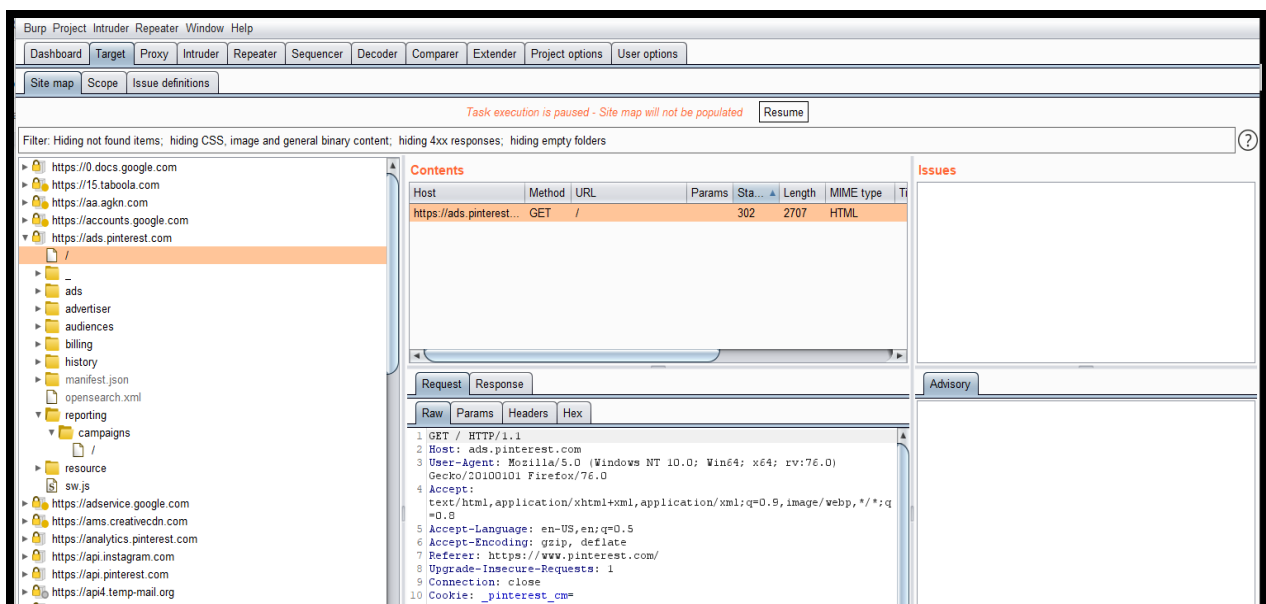 Burp Project Intruder Repeater Window Help
Dashboard Target Proxy Intruder Repeater Sequencer Decoder Comparer Extender Project options User options
Site map Scope Issue definitions
Task execution is paused - Site map will not be populated Resume
Filter: Hiding not found items; hiding CSS, image and general binary content; hiding 4xx responses; hiding empty folders ?
https://0.docs.google.com
https://15.taboola.com
https://aa.agkn.com
https://accounts.google.com
https://ads.pinterest.com
/
_
ads
advertiser
audiences
billing
history
manifest.json
opensearch.xml
reporting
campaigns
/
resource
S sw.js
https://adservice.google.com
https://ams.creativecdn.com
https://analytics.pinterest.com
https://api.instagram.com
https://api.pinterest.com
https://api4.temp-mail.org
Contents
Host Method URL Params Sta... Length MIME type Ti
https://ads.pinterest... GET / 302 2707 HTML
Request Response
Raw Params Headers Hex
1 GET / HTTP/1.1
2 Host: ads.pinterest.com
3 User-Agent: Mozilla/5.0 (Windows NT 10.0; Win64; x64; rv:76.0)
Gecko/20100101 Firefox/76.0
4 Accept:
text/html,application/xhtml+xml,application/xml;q=0.9,image/webp,*/*;q
=0.8
5 Accept-Language: en-US,en;q=0.5
6 Accept-Encoding: gzip, deflate
7 Referer: https://www.pinterest.com/
8 Upgrade-Insecure-Requests: 1
9 Connection: close
10 Cookie: _pinterest_cm=
Issues
Advisory